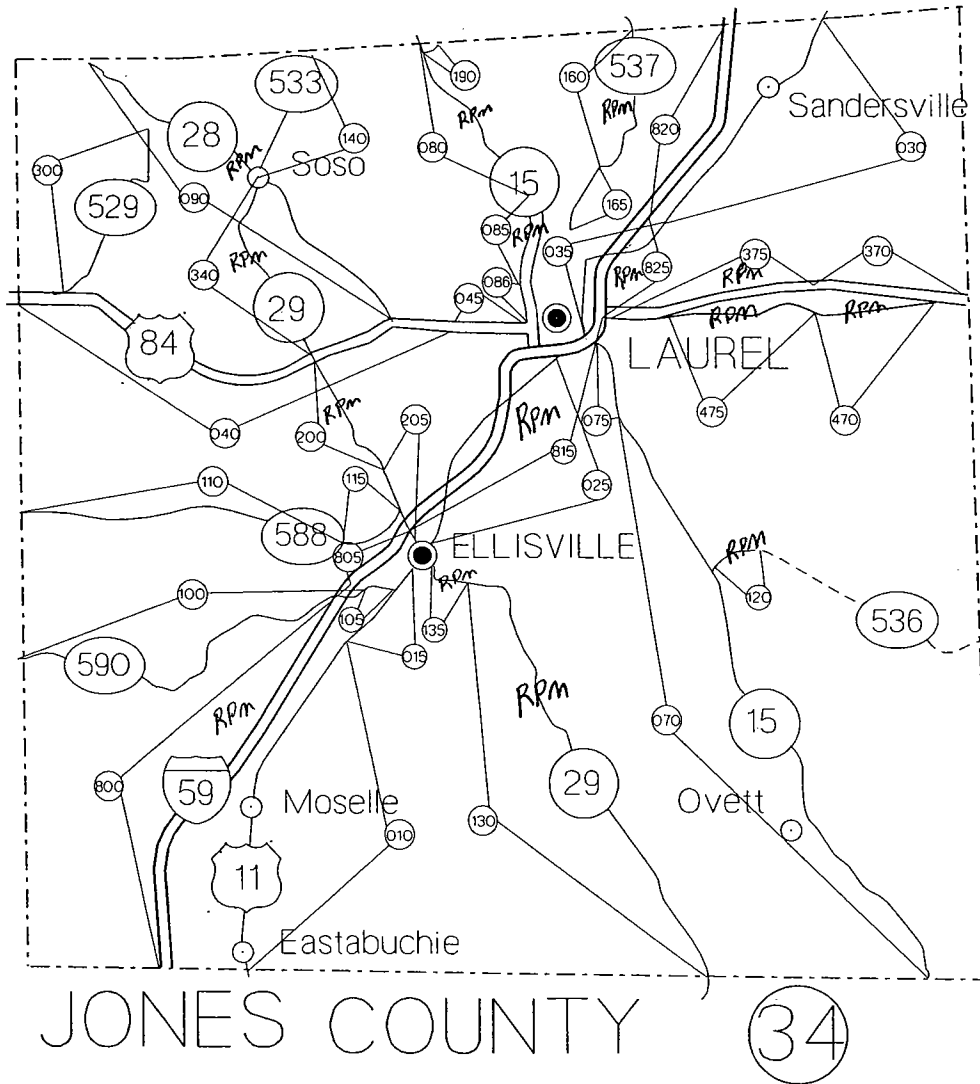 190
160
537
533
RPM
RPM
Sandersville
28
820
140
080
030
RPM
Soso
300
15
090
165
529
085
RPM
035
RPM
340
RPM
825
375
370
086
045
RPM
29
RPM
RPM
84
LAUREL
RPM
205
475
470
RPM
075
040
200
815
110
115
025
588
805
ELLISVILLE
RPM
RPM
100
120
105
135
536
590
015
RPM
RPM
070
15
800
59
29
Moselle
Ovett
010
130
11
Eastabuchie
JONES COUNTY 34